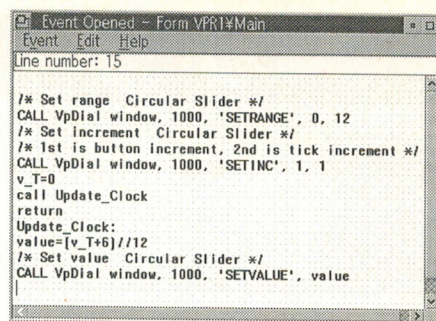 Event Opened - Form VPR1¥Main
Event Edit Help
Line number: 15
/* Set range Circular Slider */
CALL VpDial window, 1000, 'SETRANGE', 0, 12
/* Set increment Circular Slider */
/* 1st is button increment, 2nd is tick increment */
CALL VpDial window, 1000, 'SETINC', 1, 1
v_T=0
call Update_Clock
return
Update_Clock:
value=(v_T+6)//12
/* Set value Circular Slider */
CALL VpDial window, 1000, 'SETVALUE', value